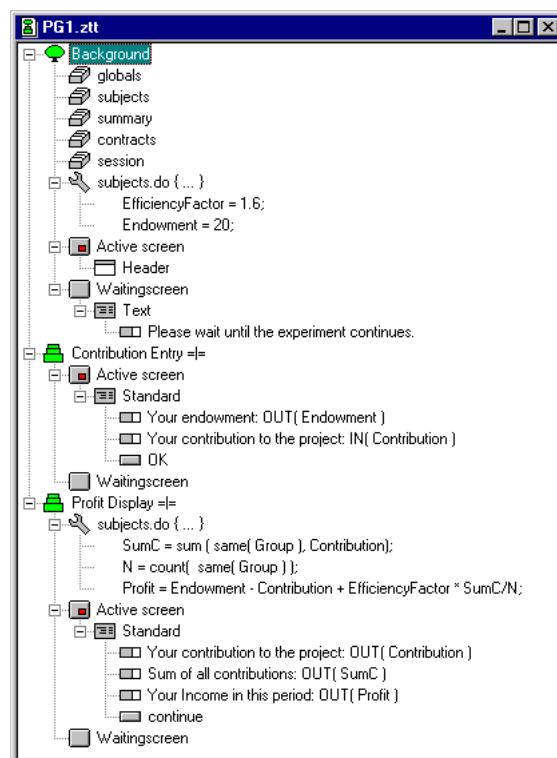 PG1.ztt
Background
globals
subjects
summary
contracts
session
subjects.do { ... }
EfficiencyFactor = 1.6;
Endowment = 20;
Active screen
Header
Waitingscreen
Text
Please wait until the experiment continues.
Contribution Entry =|=
Active screen
Standard
Your endowment: OUT( Endowment )
Your contribution to the project: IN( Contribution )
OK
Waitingscreen
Profit Display =|=
subjects.do { ... }
SumC = sum ( same( Group ), Contribution);
N = count(  same( Group ) );
Profit = Endowment - Contribution + EfficiencyFactor * SumC/N;
Active screen
Standard
Your contribution to the project: OUT( Contribution )
Sum of all contributions: OUT( SumC )
Your Income in this period: OUT( Profit )
continue
Waitingscreen